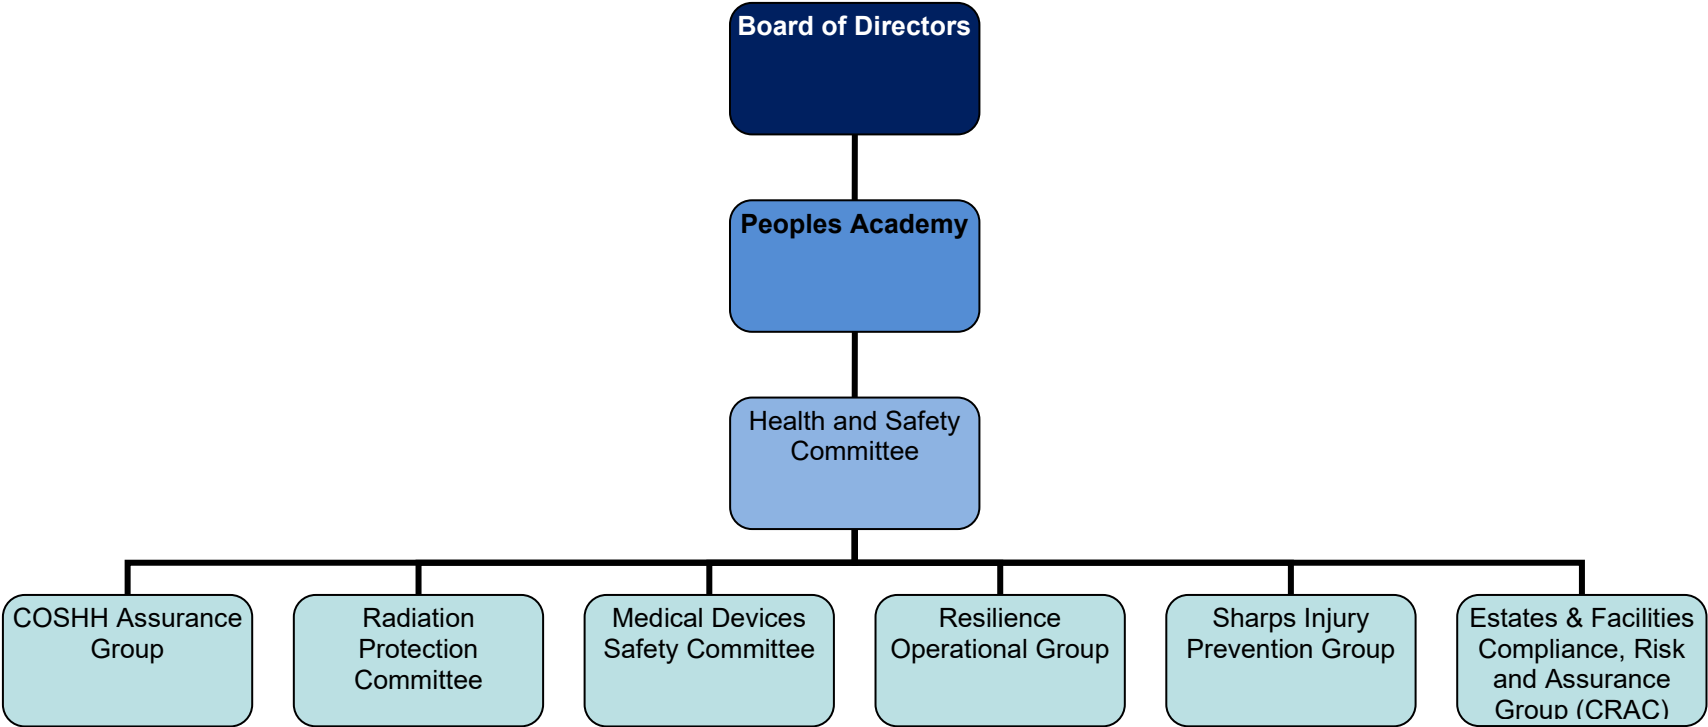 Board of Directors
Peoples Academy
Health and Safety
Committee
COSHH Assurance
Group
Radiation
Protection
Committee
Medical Devices
Safety Committee
Resilience
Operational Group
Sharps Injury
Prevention Group
Estates & Facilities
Compliance, Risk
and Assurance
Group (CRAC)